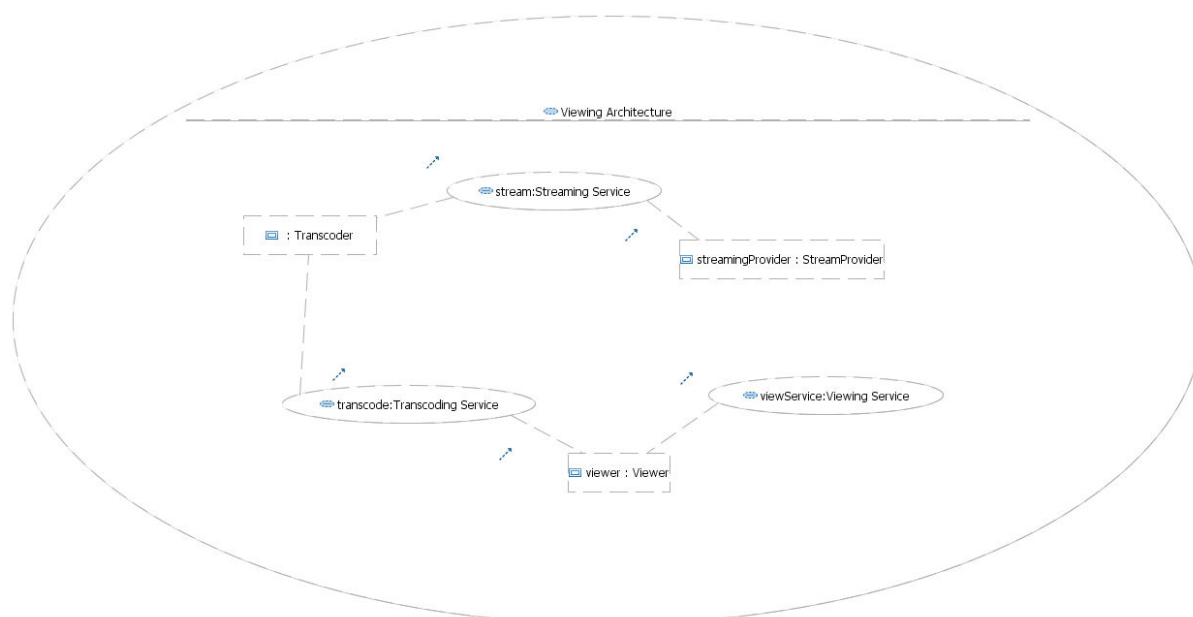 Viewing Architecture
stream:Streaming Service
: Transcoder
streamingProvider : StreamProvider
transcode:Transcoding Service
viewService:Viewing Service
viewer : Viewer